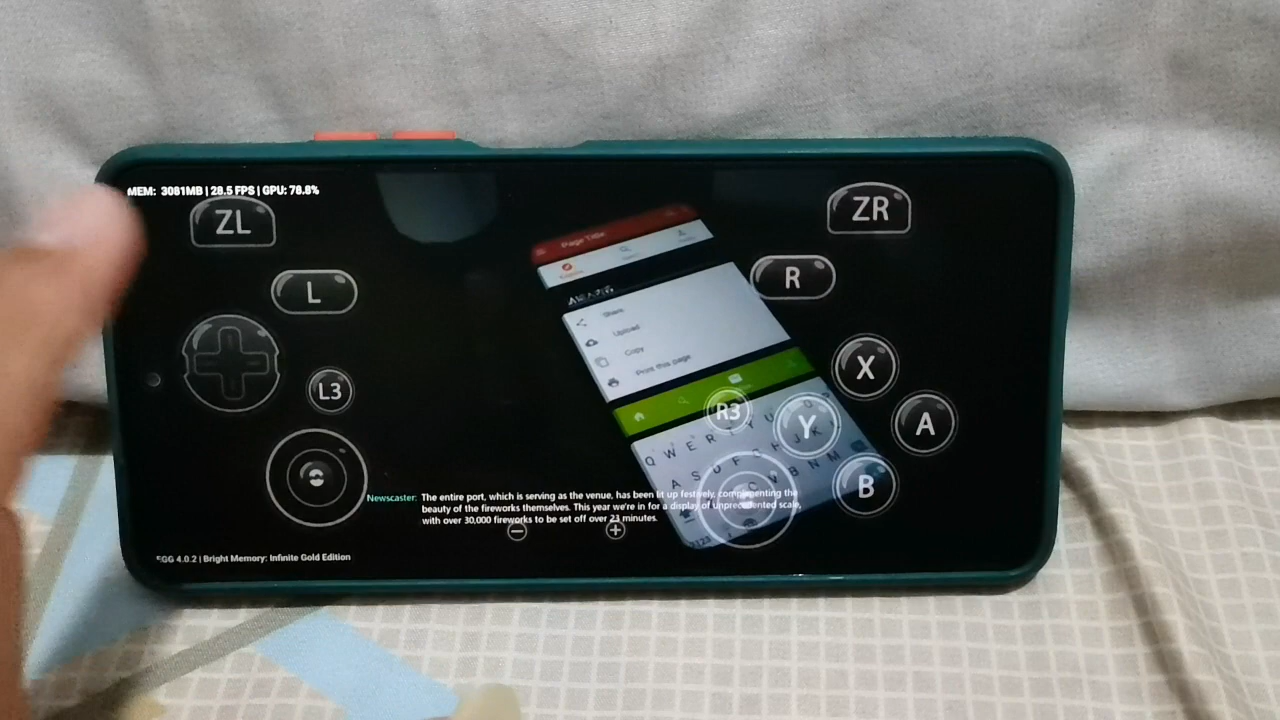 MEM: 3081MB | 28.5 FPS | GPU: 78.8%
ZL
ZR
L
R
Page Title
Share
Upload
Copy
Print this page
L3
R3
X
Y
A
B
Q W E R T Y U
A S D F
V B N M
Newscaster: The entire port, which is serving as the venue, has been lit up festively, complementing the
beauty of the fireworks themselves. This year we're in for a display of unprecedented scale,
with over 30,000 fireworks to be set off over 23 minutes.
EGG 4.0.2 | Bright Memory: Infinite Gold Edition